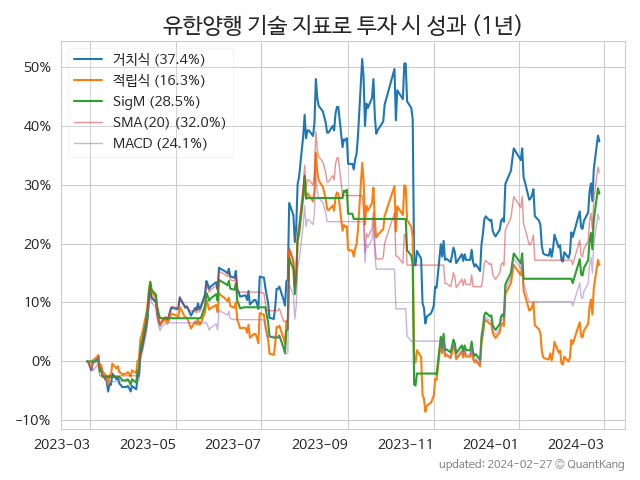 유한양행 기술 지표로 투자 시 성과 (1년)
거치식 (37.4%)
적립식 (16.3%)
SigM (28.5%)
SMA(20) (32.0%)
MACD (24.1%)
50%
40%
30%
20%
10%
0%
−10%
2023-03 2023-05 2023-07 2023-09 2023-11 2024-01 2024-03
updated: 2024-02-27 © QuantKang